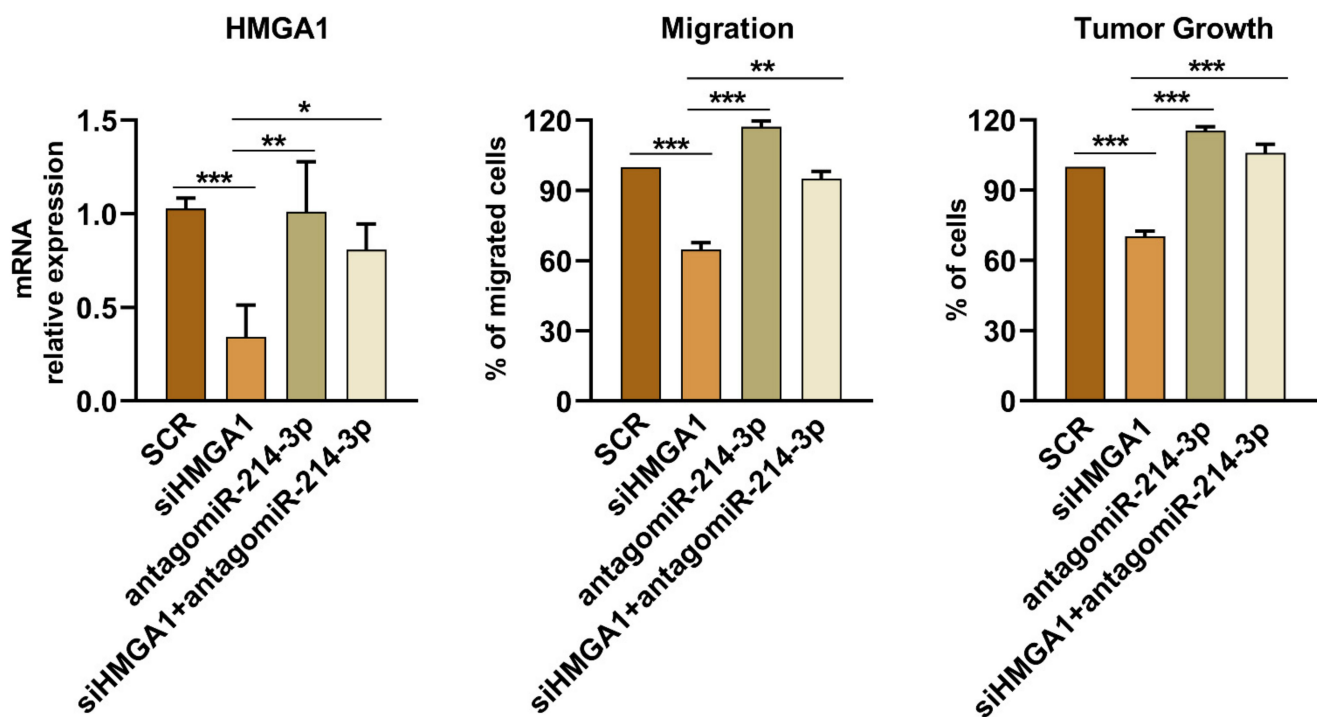 HMGA1
mRNA
relative expression
1.5
1.0
0.5
0.0
***
**
*
SCR
siHMGA1
antagomiR-214-3p
siHMGA1+antagomiR-214-3p
Migration
% of migrated cells
120
90
60
30
0
***
***
**
SCR
siHMGA1
antagomiR-214-3p
siHMGA1+antagomiR-214-3p
Tumor Growth
% of cells
120
90
60
30
0
***
***
***
SCR
siHMGA1
antagomiR-214-3p
siHMGA1+antagomiR-214-3p